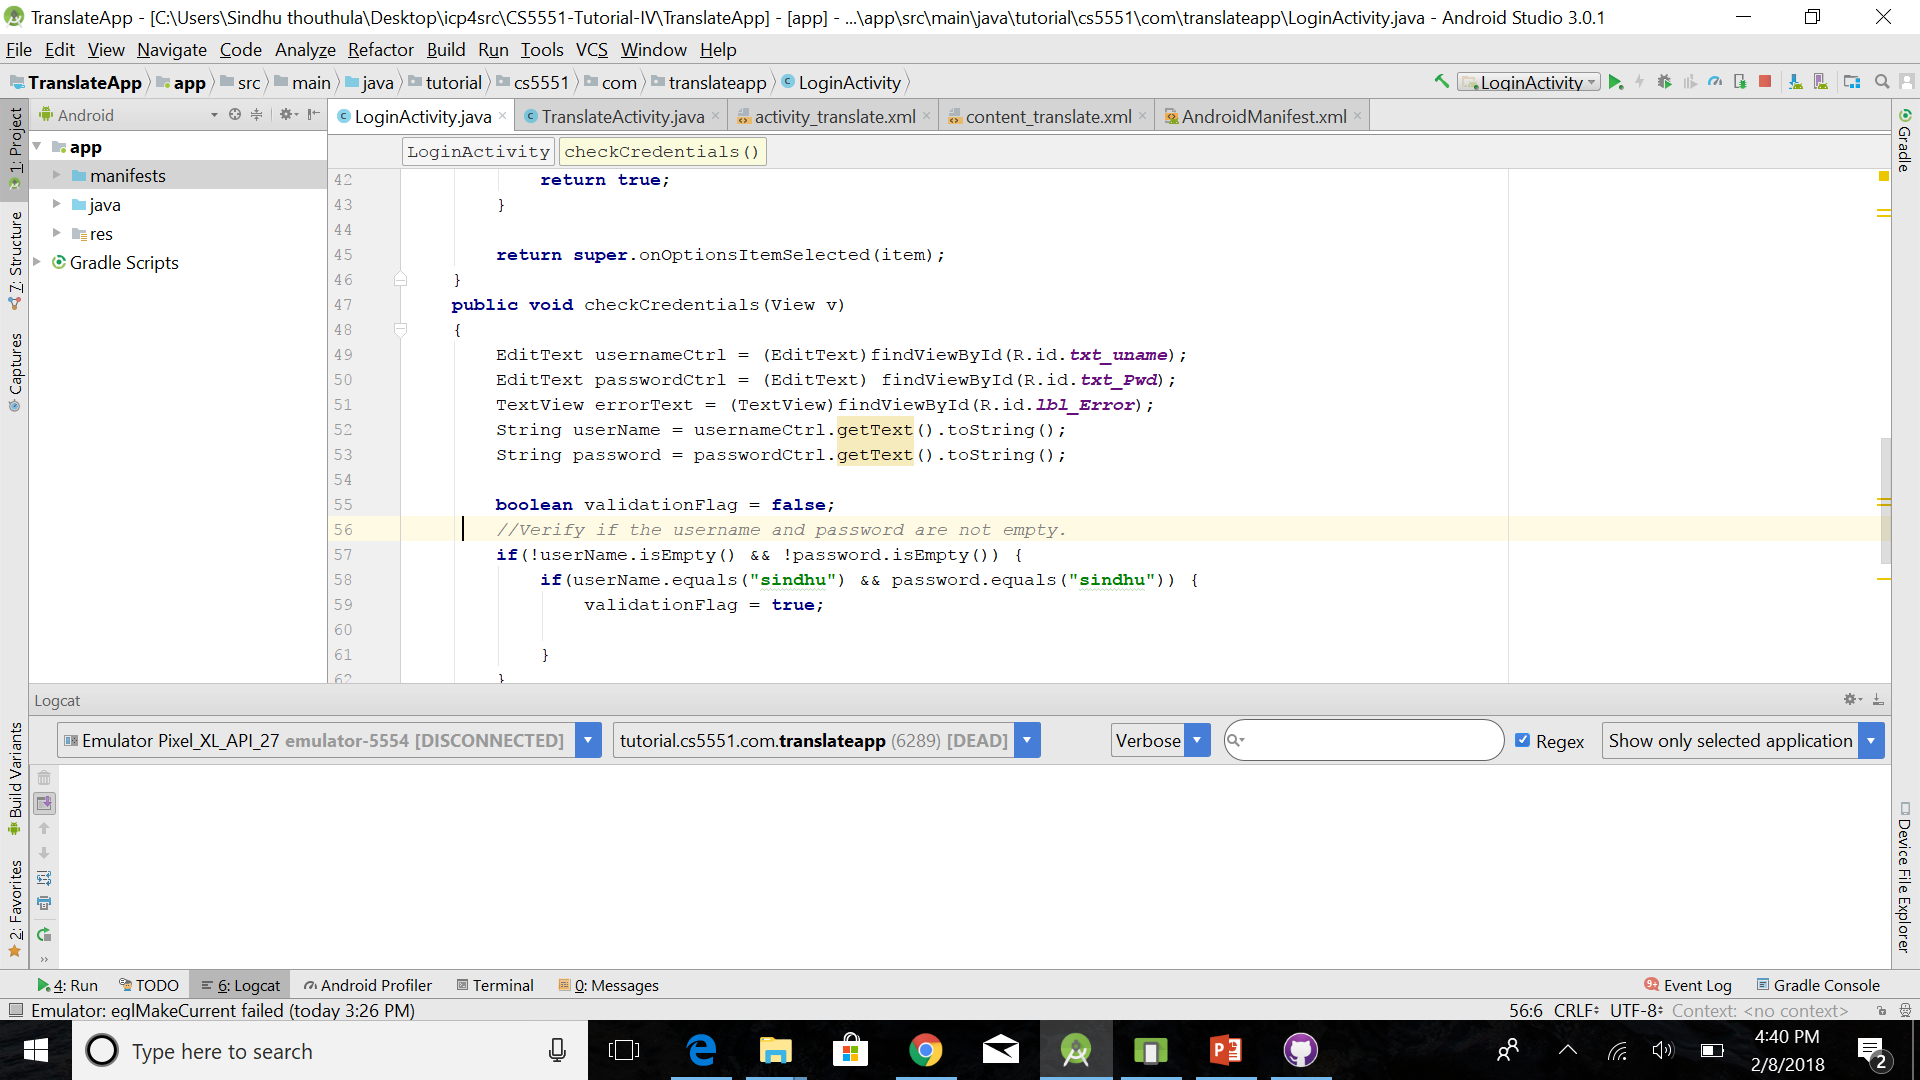 TranslateApp - [C:\Users\Sindhu thouthula\Desktop\icp4src\CS5551-Tutorial-IV\TranslateApp] - [app] - ...\app\src\main\java\tutorial\cs5551\com\translateapp\LoginActivity.java - Android Studio 3.0.1
File Edit View Navigate Code Analyze Refactor Build Run Tools VCS Window Help
TranslateApp app src main java tutorial cs5551 com translateapp LoginActivity LoginActivity
Android LoginActivity.java TranslateActivity.java activity_translate.xml content_translate.xml AndroidManifest.xml
1: Project
7: Structure
Captures
Build Variants
2: Favorites
app
manifests
java
res
Gradle Scripts
LoginActivity checkCredentials()
42 return true;
43 }
44
45 return super.onOptionsItemSelected(item);
46 }
47 public void checkCredentials(View v)
48 {
49 EditText usernameCtrl = (EditText)findViewById(R.id.txt_uname);
50 EditText passwordCtrl = (EditText) findViewById(R.id.txt_Pwd);
51 TextView errorText = (TextView)findViewById(R.id.lbl_Error);
52 String userName = usernameCtrl.getText().toString();
53 String password = passwordCtrl.getText().toString();
54
55 boolean validationFlag = false;
56 //Verify if the username and password are not empty.
57 if(!userName.isEmpty() && !password.isEmpty()) {
58 if(userName.equals("sindhu") && password.equals("sindhu")) {
59 validationFlag = true;
60
61 }
62 }
Gradle
Device File Explorer
Logcat
Emulator Pixel_XL_API_27 emulator-5554 [DISCONNECTED] tutorial.cs5551.com.translateapp (6289) [DEAD] Verbose Regex Show only selected application
4: Run TODO 6: Logcat Android Profiler Terminal 0: Messages Event Log Gradle Console
Emulator: eglMakeCurrent failed (today 3:26 PM) 56:6 CRLF UTF-8 Context: <no context>
Type here to search
4:40 PM
2/8/2018
2